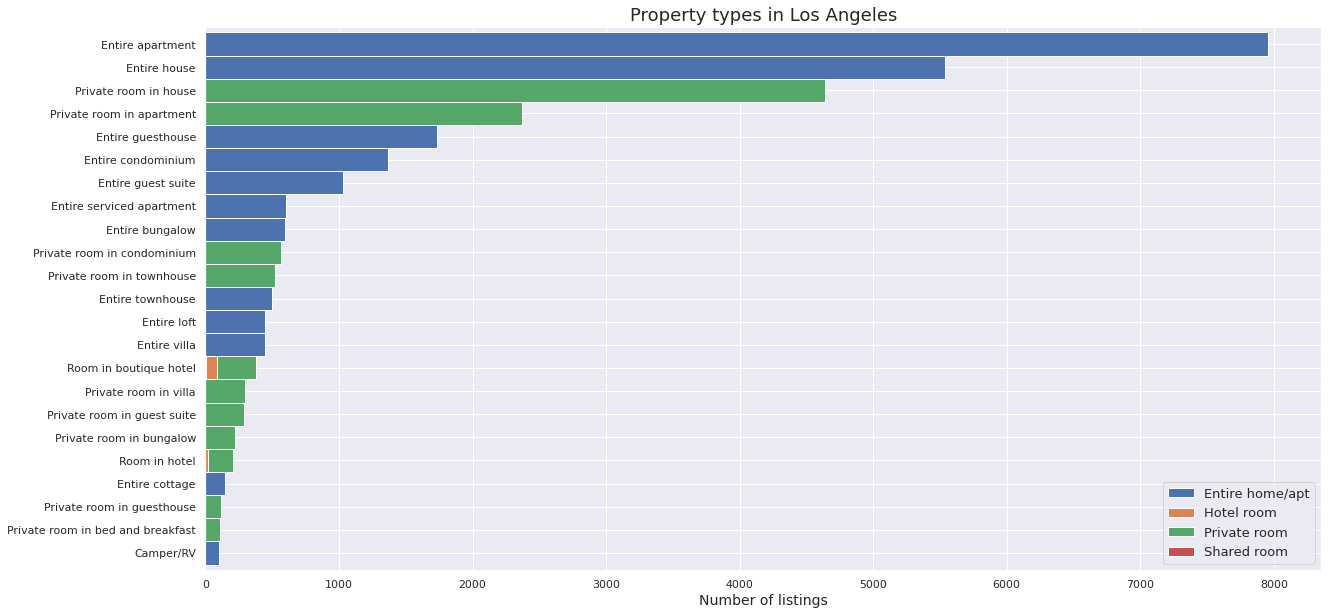 Property types in Los Angeles
Entire apartment
Entire house
Private room in house
Private room in apartment
Entire guesthouse
Entire condominium
Entire guest suite
Entire serviced apartment
Entire bungalow
Private room in condominium
Private room in townhouse
Entire townhouse
Entire loft
Entire villa
Room in boutique hotel
Private room in villa
Private room in guest suite
Private room in bungalow
Room in hotel
Entire cottage
Private room in guesthouse
Private room in bed and breakfast
Camper/RV
Entire home/apt
Hotel room
Private room
Shared room
0 1000 2000 3000 4000 5000 6000 7000 8000
Number of listings